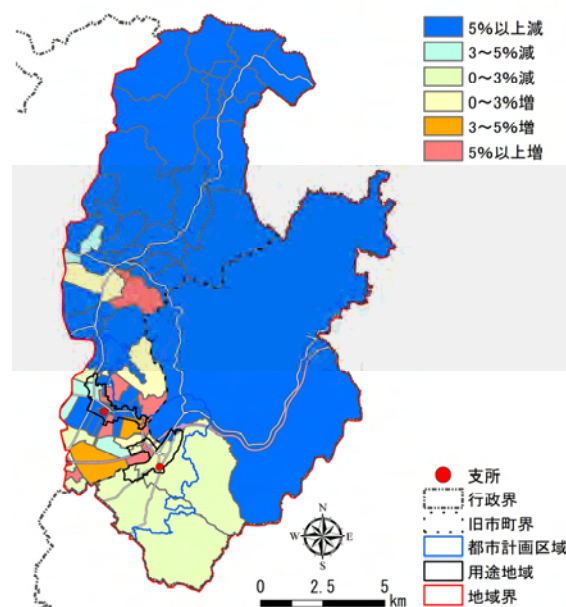 5%以上減
3~5%減
0~3%減
0~3%増
3~5%増
5%以上増
支所
行政界
旧市町界
都市計画区域
用途地域
地域界
N
W E
S
0 2.5 5
km